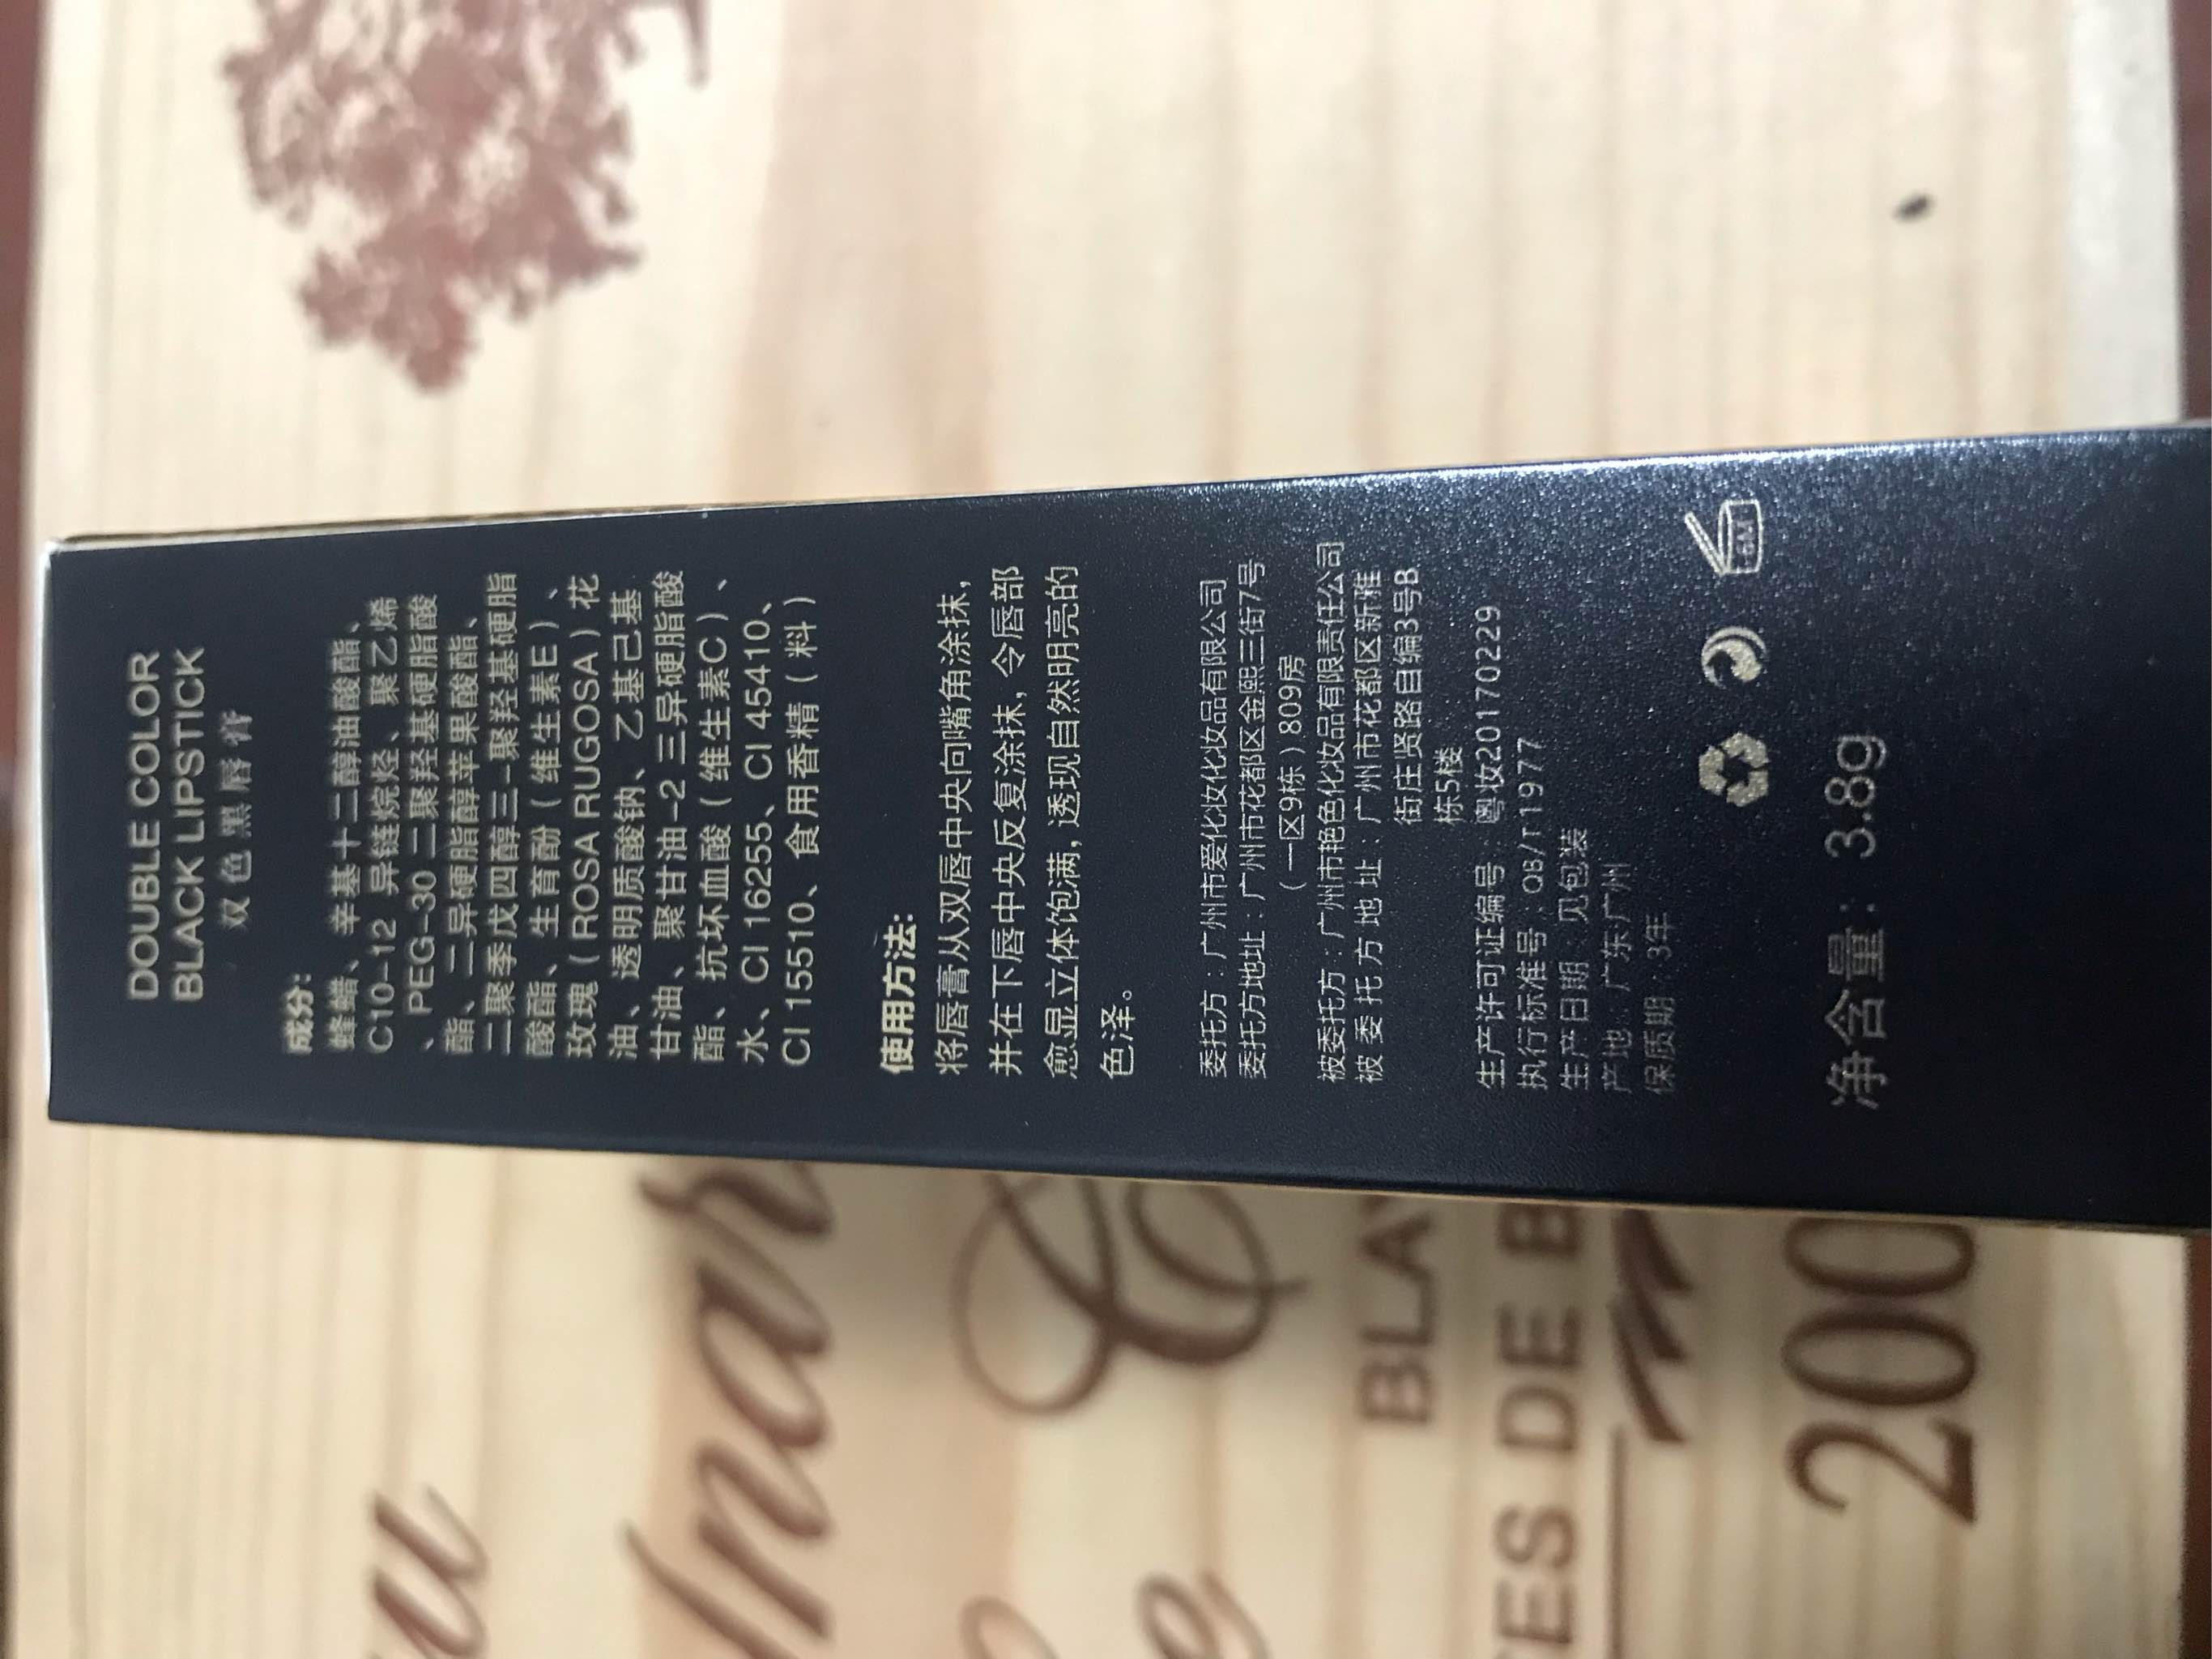 DOUBLE COLOR
BLACK LIPSTICK
双色黑唇膏
成分:
蜂蜡、辛基十二醇油酸酯、
C10-12 异链烷烃、聚乙烯
、PEG-30 二聚羟基硬脂酸
酯、二异硬脂醇苹果酸酯、
二聚季戊四醇三-聚羟基硬脂
酸酯、生育酚（维生素E）、
玫瑰（ROSA RUGOSA）花
油、透明质酸钠、乙基己基
甘油、聚甘油-2 三异硬脂酸
酯、抗坏血酸（维生素C）、
水、CI 16255、CI 45410、
CI 15510、食用香精（料）
使用方法:
将唇膏从双唇中央向嘴角涂抹,
并在下唇中央反复涂抹,令唇部
愈显立体饱满,透现自然明亮的
色泽。
委托方：广州市爱化妆化妆品有限公司
委托方地址：广州市花都区金熙三街7号
（一区9栋）809房
被委托方：广州市艳色化妆品有限责任公司
被委托方地址：广州市花都区新雅
街庄贤路自编3号B
栋5楼
生产许可证编号：粤妆20170229
执行标准号：QB/T1977
生产日期：见包装
产地：广东广州
保质期：3年
6M
净含量：3.8g
BLAY
ES DE B
200